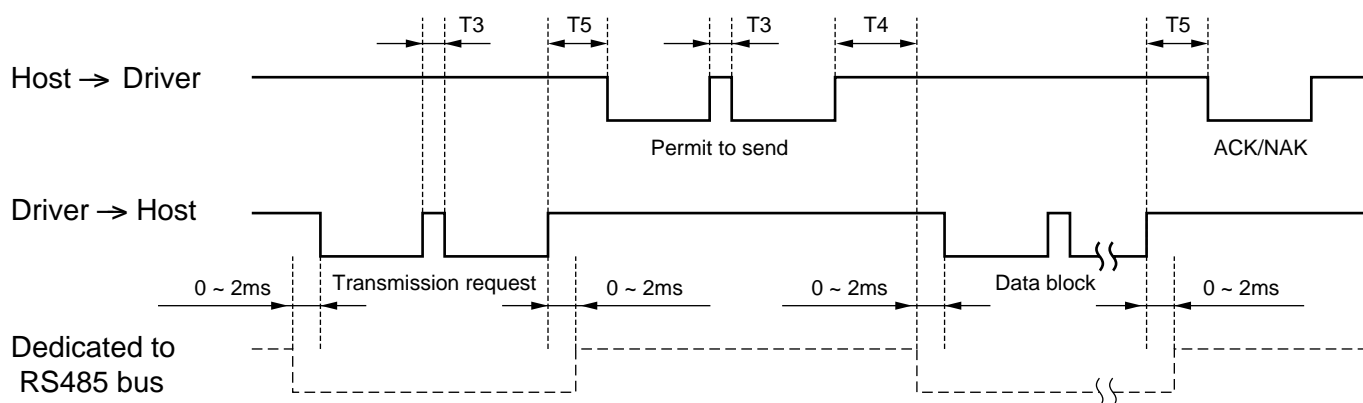 T3 T5 T3 T4 T5
Host → Driver
Permit to send ACK/NAK
Driver → Host
Transmission request Data block
0 ~ 2ms 0 ~ 2ms 0 ~ 2ms 0 ~ 2ms
Dedicated to
RS485 bus